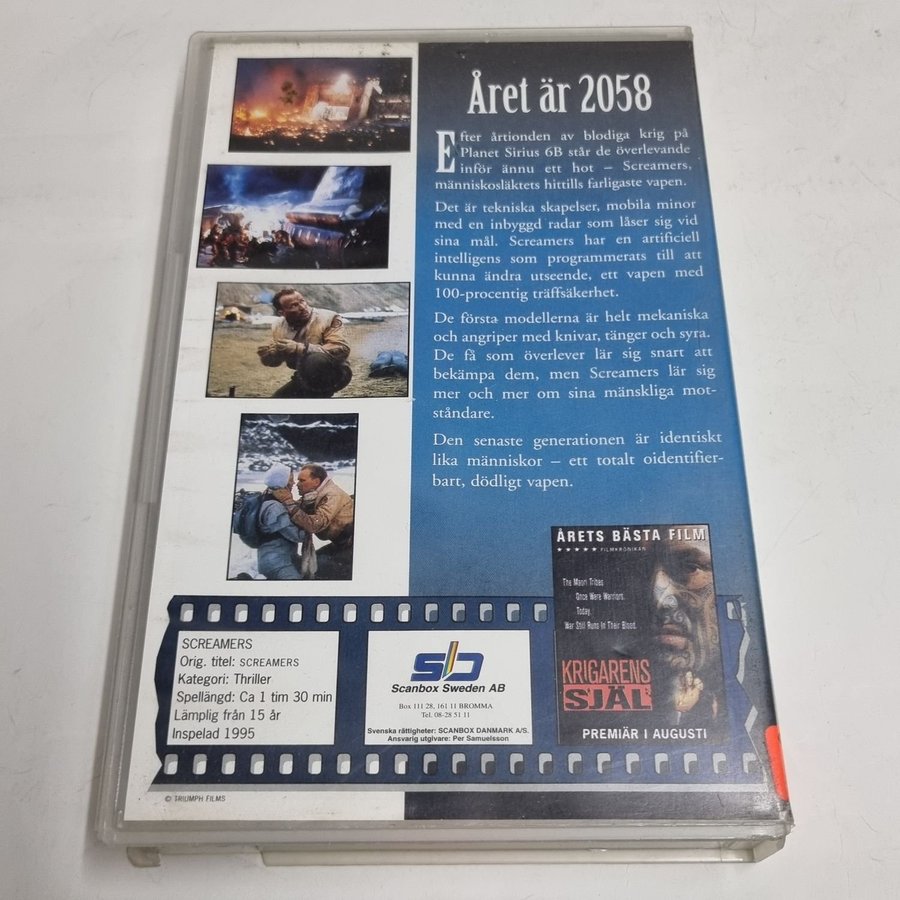 Året är 2058
Efter årtionden av blodiga krig på
Planet Sirius 6B står de överlevande
inför ännu ett hot – Screamers,
människosläktets hittills farligaste vapen.
Det är tekniska skapelser, mobila minor
med en inbyggd radar som låser sig vid
sina mål. Screamers har en artificiell
intelligens som programmerats till att
kunna ändra utseende, ett vapen med
100-procentig träffsäkerhet.
De första modellerna är helt mekaniska
och angriper med knivar, tänger och syra.
De få som överlever lär sig snart att
bekämpa dem, men Screamers lär sig
mer och mer om sina mänskliga mot-
ståndare.
Den senaste generationen är identiskt
lika människor – ett totalt oidentifier-
bart, dödligt vapen.
ÅRETS BÄSTA FILM
★ ★ ★ ★ ★ FILMKRÖNIKAN
The Maori Tribes
Once Were Warriors.
Today,
War Still Runs In Their Blood.
KRIGARENS
SJÄL
PREMIÄR I AUGUSTI
SCREAMERS
Orig. titel: SCREAMERS
Kategori: Thriller
Spellängd: Ca 1 tim 30 min
Lämplig från 15 år
Inspelad 1995
sb
Scanbox Sweden AB
Box 111 28, 161 11 BROMMA
Tel. 08-28 51 11
Svenska rättigheter: SCANBOX DANMARK A/S.
Ansvarig utgivare: Per Samuelsson
© TRIUMPH FILMS